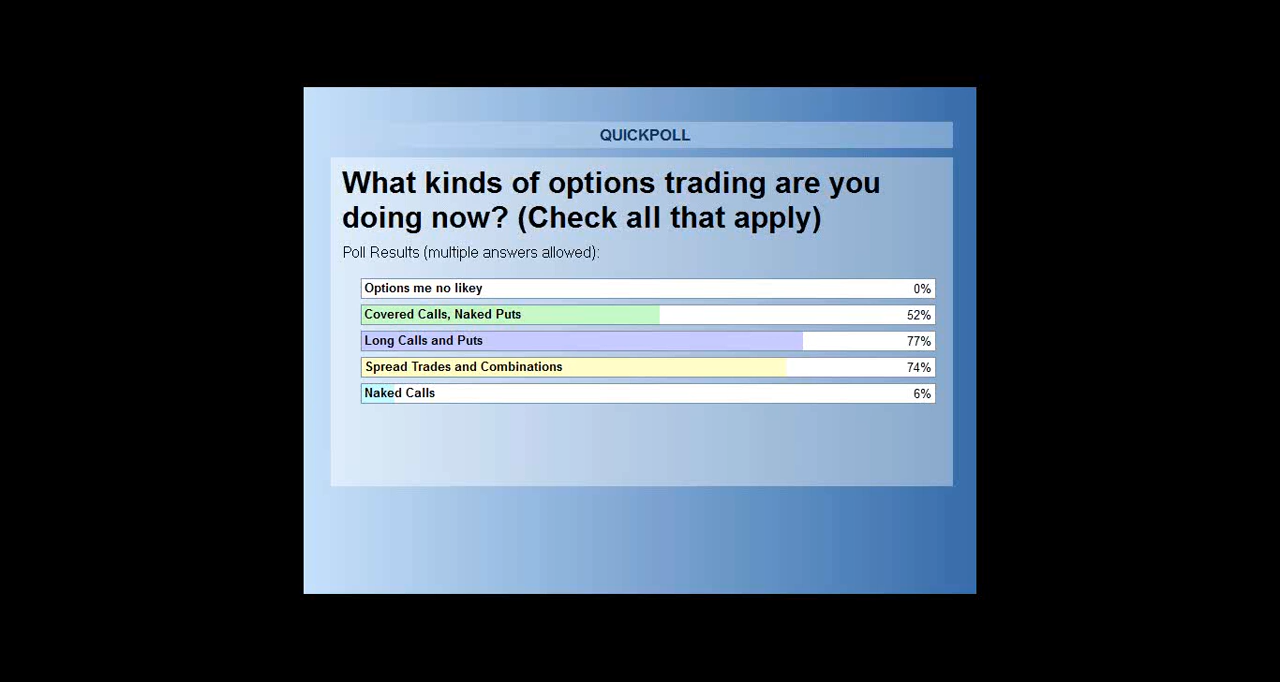 QUICKPOLL
What kinds of options trading are you
doing now? (Check all that apply)
Poll Results (multiple answers allowed):
Options me no likey 0%
Covered Calls, Naked Puts 52%
Long Calls and Puts 77%
Spread Trades and Combinations 74%
Naked Calls 6%